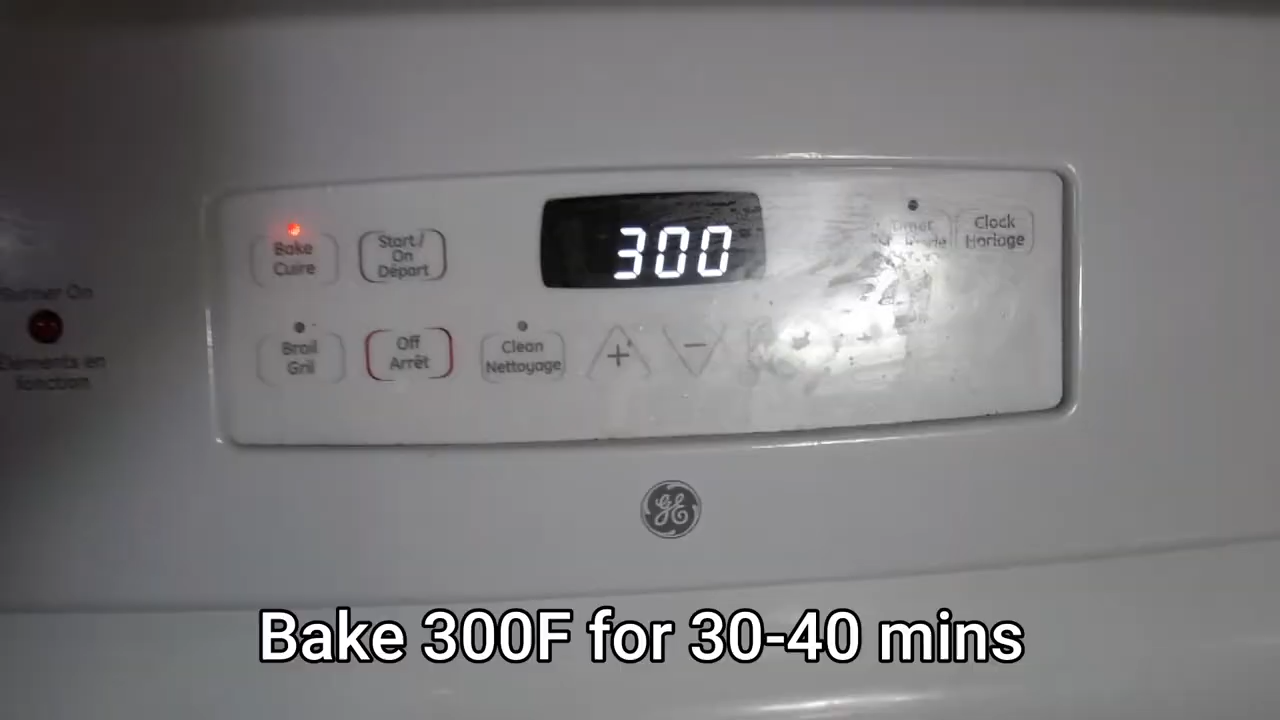 Bake
Cuire
Start /
On
Départ
300
Clock
Horloge
Burner On
Éléments en
fonction
Broil
Gril
Off
Arrêt
Clean
Nettoyage
+
−
GE
Bake 300F for 30-40 mins